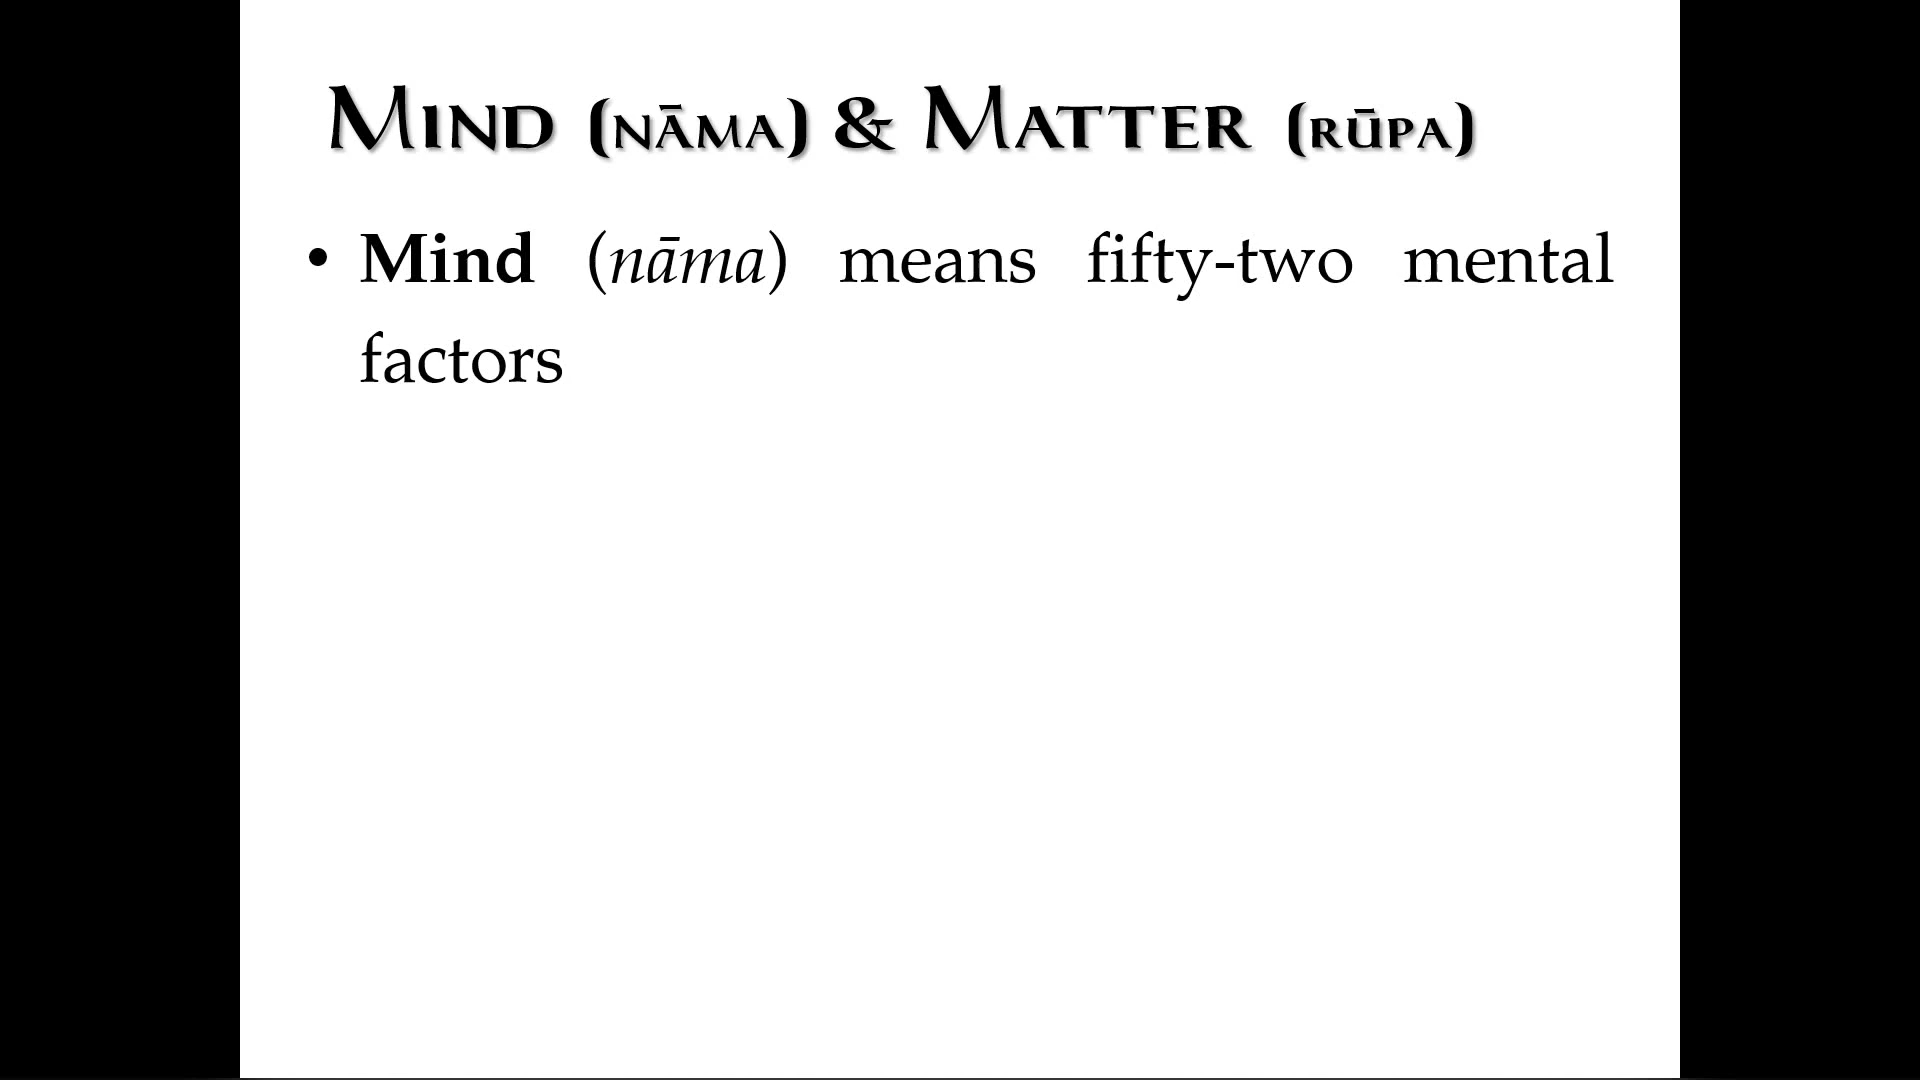 Mind (nāma) & Matter (rūpa)
• Mind (nāma) means fifty-two mental
factors